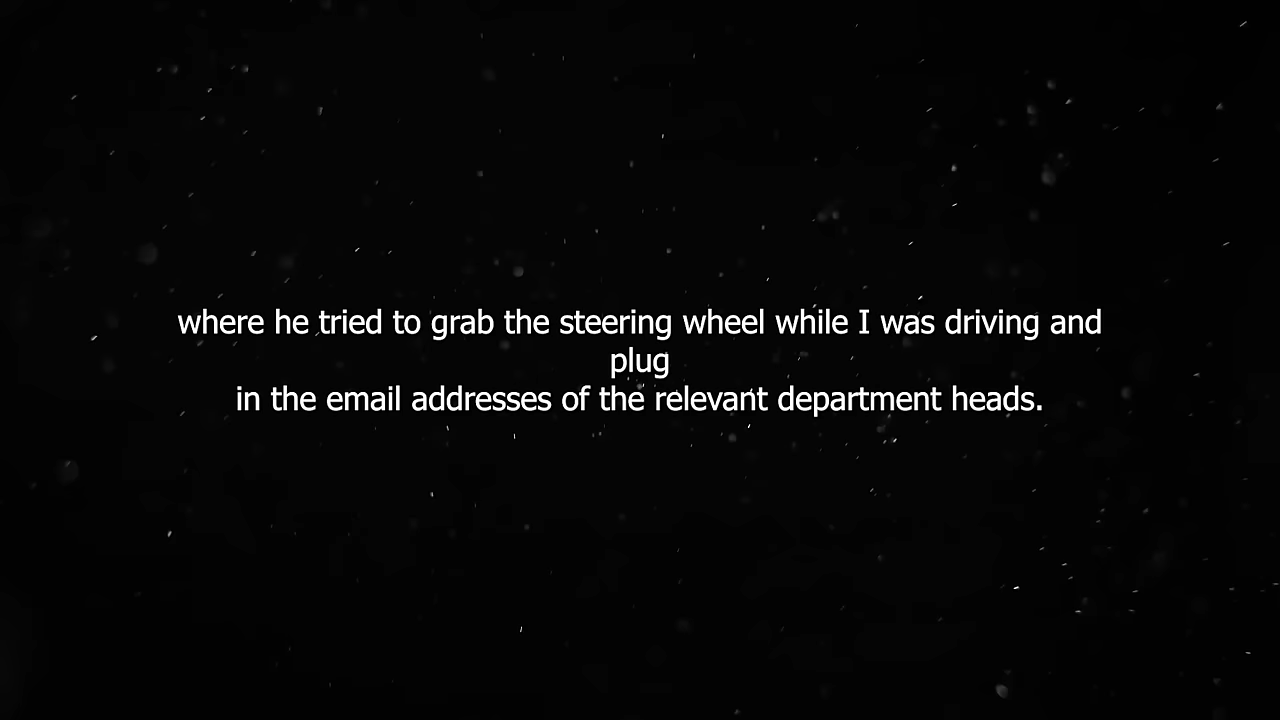 where he tried to grab the steering wheel while I was driving and
plug
in the email addresses of the relevant department heads.